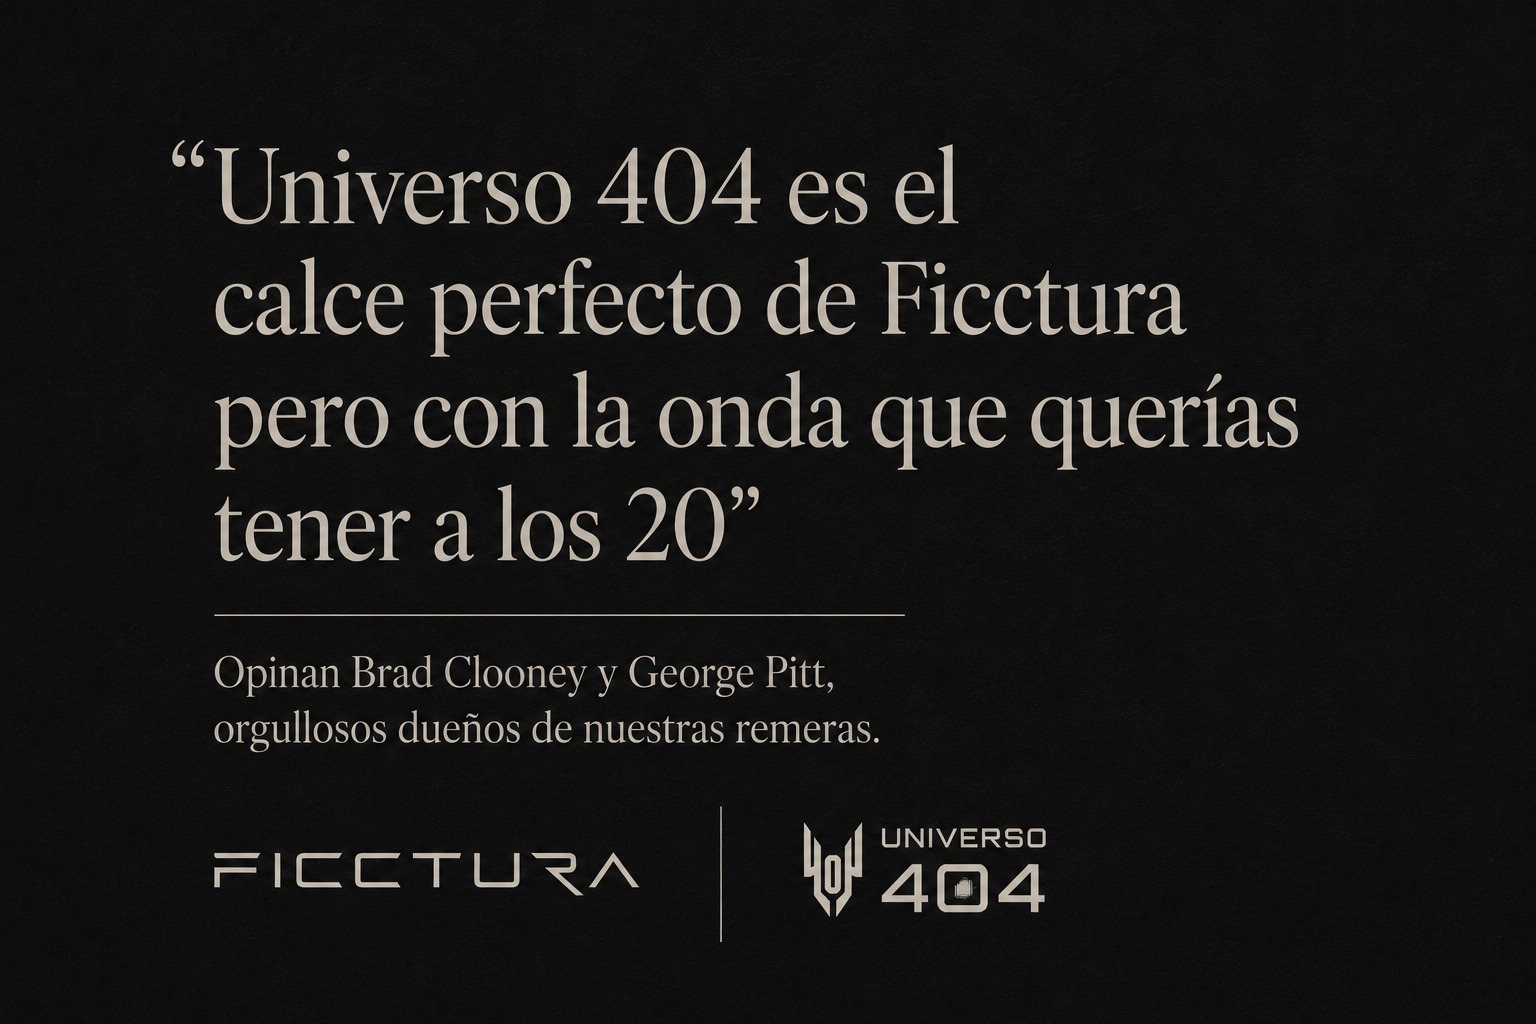 “Universo 404 es el
calce perfecto de Ficctura
pero con la onda que querías
tener a los 20”
Opinan Brad Clooney y George Pitt,
orgullosos dueños de nuestras remeras.
FICCTURA
UNIVERSO
404